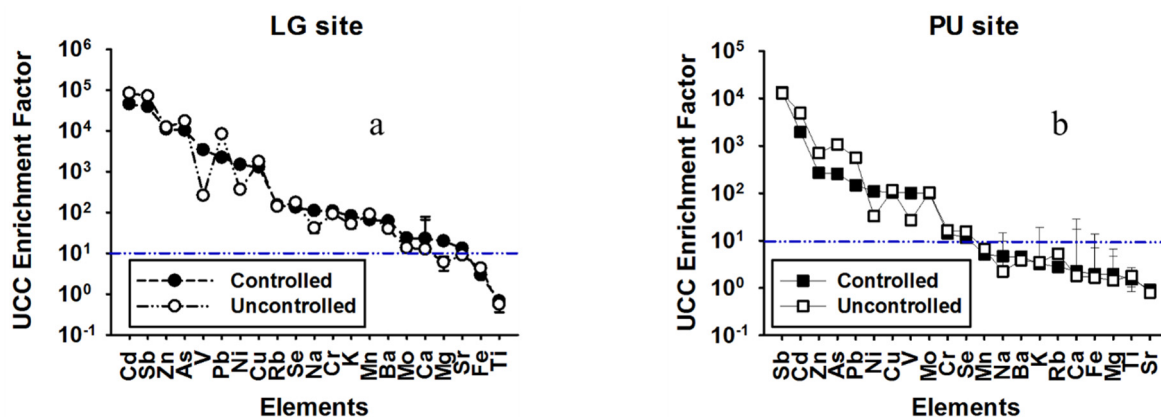 LG site
UCC Enrichment Factor
10^6
10^5
10^4
10^3
10^2
10^1
10^0
10^-1
a
Controlled
Uncontrolled
Cd Sb Zn As V Pb Ni Cu Rb Se Na Cr K Mn Ba Mo Ca Mg Sr Fe Ti
Elements
PU site
UCC Enrichment Factor
10^5
10^4
10^3
10^2
10^1
10^0
10^-1
b
Controlled
Uncontrolled
Sb Cd Zn As Pb Ni Cu V Mo Cr Se Mn Na Ba K Rb Ca Fe Mg Ti Sr
Elements